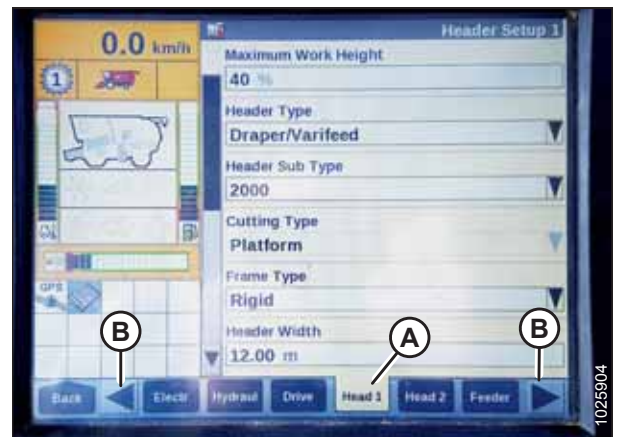 0.0 km/h
Header Setup 1
Maximum Work Height
40 %
1
Header Type
Draper/Varifeed
Header Sub Type
2000
Cutting Type
Platform
Frame Type
Rigid
GPS
Header Width
12.00 m
B
A
B
Back
Electr
Hydraul
Drive
Head 1
Head 2
Feeder
1025904